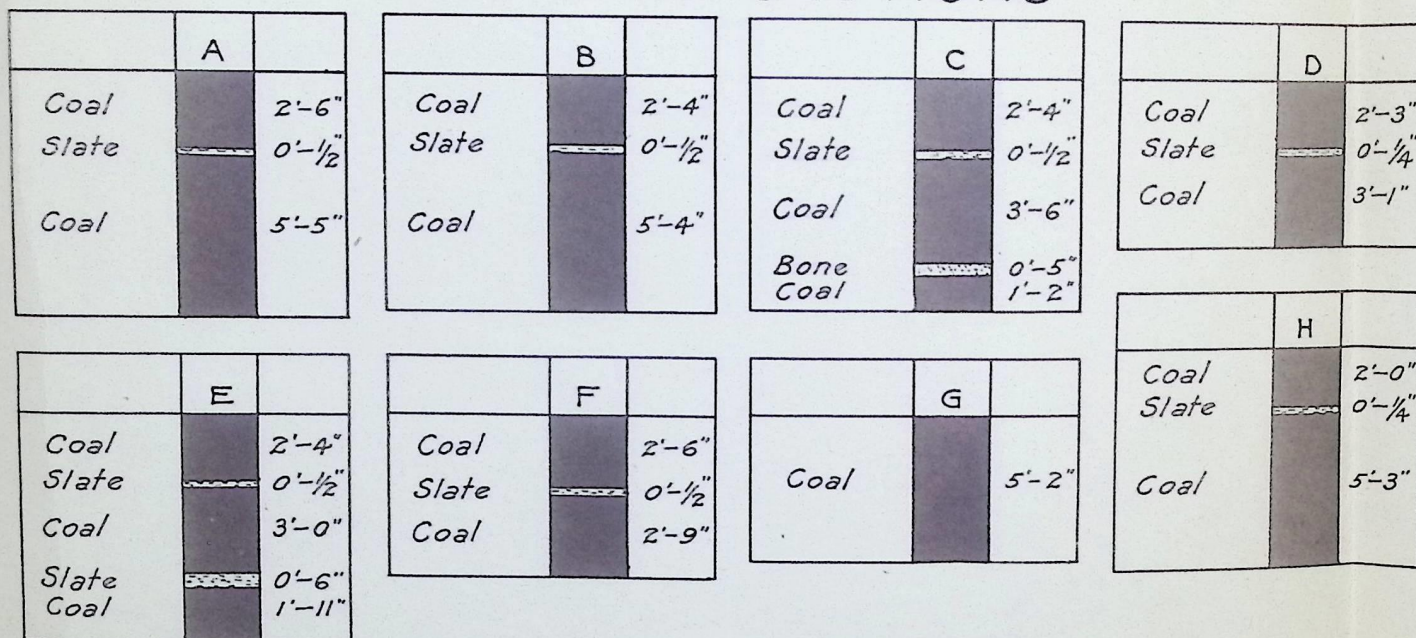 A
Coal 2'-6"
Slate 0'-½"
Coal 5'-5"
B
Coal 2'-4"
Slate 0'-½"
Coal 5'-4"
C
Coal 2'-4"
Slate 0'-½"
Coal 3'-6"
Bone 0'-5"
Coal 1'-2"
D
Coal 2'-3"
Slate 0'-¼"
Coal 3'-1"
E
Coal 2'-4"
Slate 0'-½"
Coal 3'-0"
Slate 0'-6"
Coal 1'-11"
F
Coal 2'-6"
Slate 0'-½"
Coal 2'-9"
G
Coal 5'-2"
H
Coal 2'-0"
Slate 0'-¼"
Coal 5'-3"